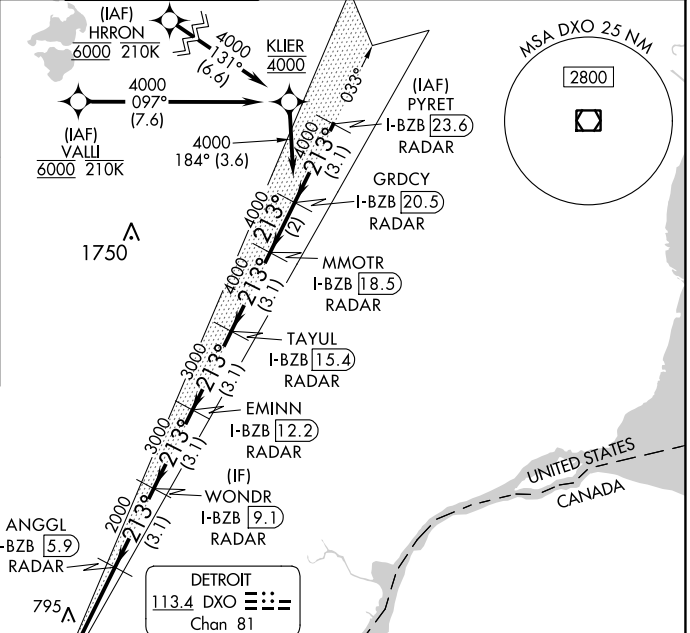 (IAF)
HRRON
6000 210K
4000
131°
(6.6)
KLIER
4000
4000
097°
(7.6)
(IAF)
VALLI
6000 210K
4000
184° (3.6)
033°
(IAF)
PYRET
I-BZB 23.6
RADAR
4000
213°
(3.1)
GRDCY
I-BZB 20.5
RADAR
4000
213°
(2)
MMOTR
I-BZB 18.5
RADAR
4000
213°
(3.1)
TAYUL
I-BZB 15.4
RADAR
3000
213°
(3.1)
EMINN
I-BZB 12.2
RADAR
3000
213°
(3.1)
(IF)
WONDR
I-BZB 9.1
RADAR
2000
213°
(3.1)
ANGGL
-BZB 5.9
RADAR
1750
795
MSA DXO 25 NM
2800
UNITED STATES
CANADA
DETROIT
113.4 DXO
Chan 81